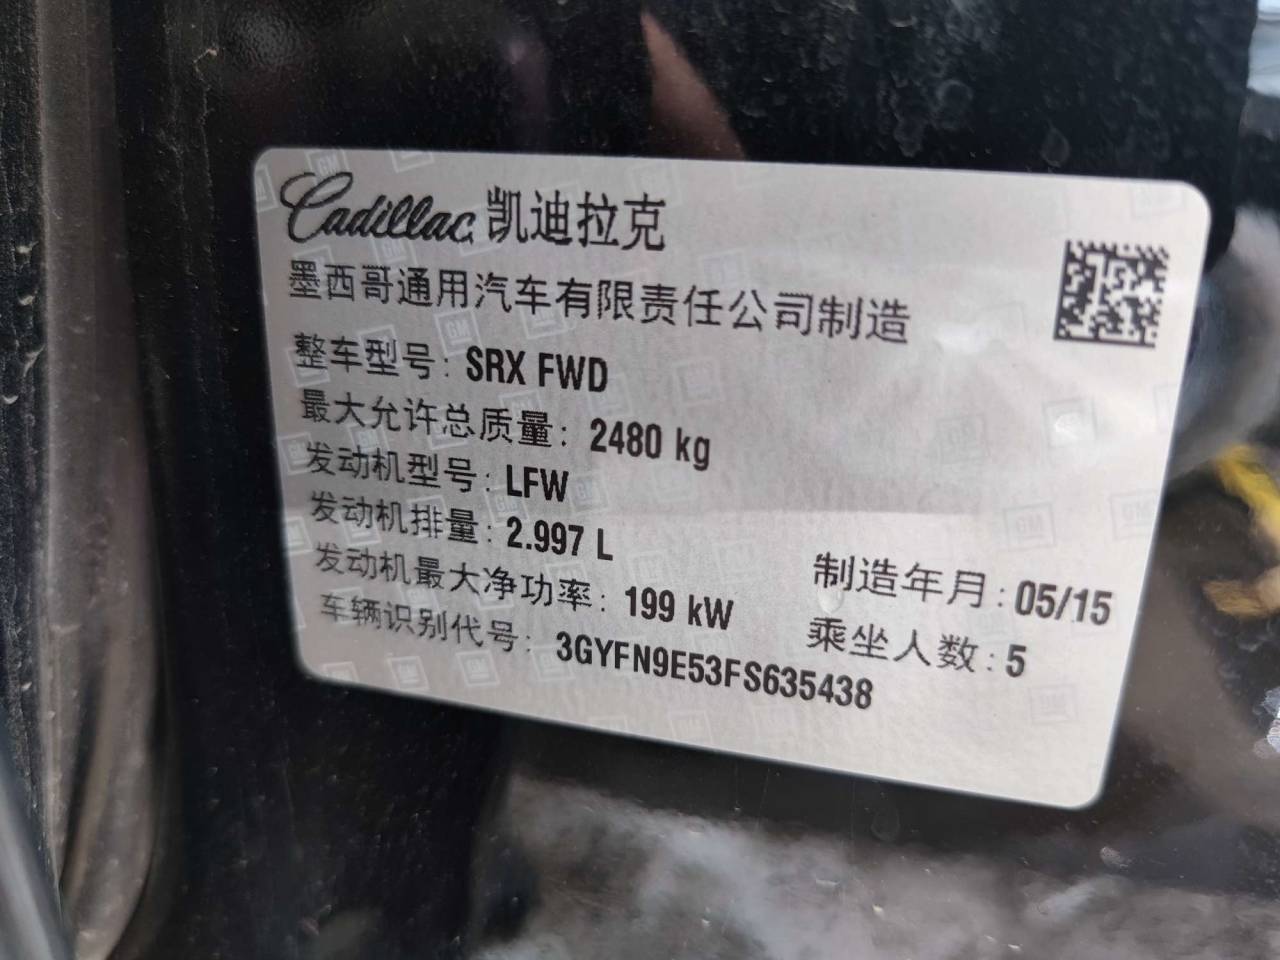 Cadillac 凯迪拉克
墨西哥通用汽车有限责任公司制造
整车型号: SRX FWD
最大允许总质量: 2480 kg
发动机型号: LFW
发动机排量: 2.997 L
发动机最大净功率: 199 kW
制造年月: 05/15
车辆识别代号: 3GYFN9E53FS635438
乘坐人数: 5